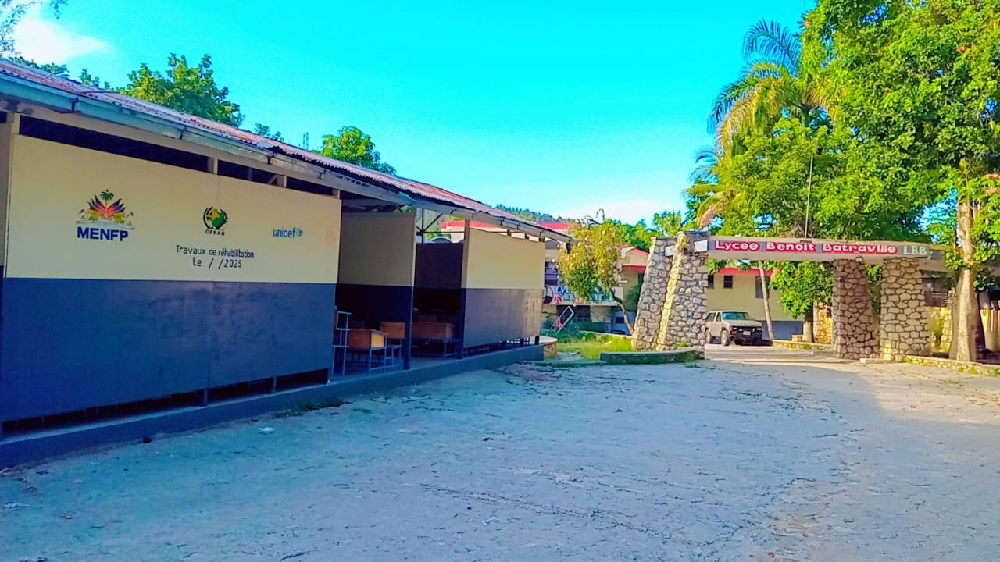 MENFP
ORRAH
unicef
Travaux de réhabilitation
Le / /2025
Lycée Benoit Batraville LBB